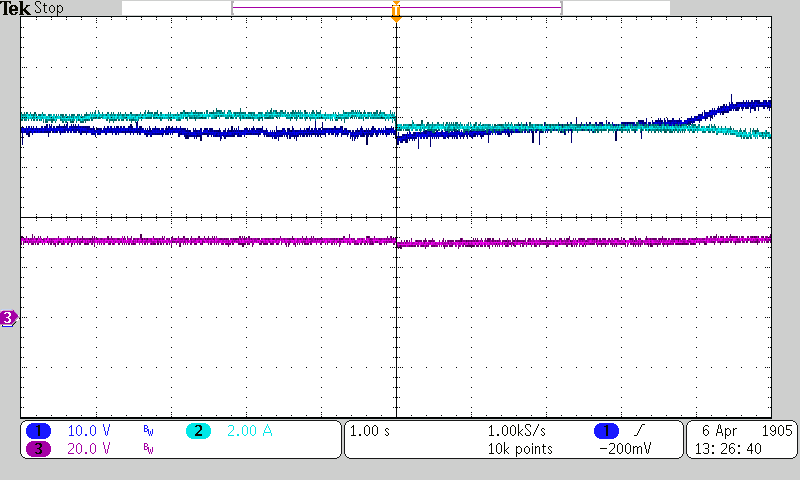 Tek Stop
T
3
1 10.0 V BW 2 2.00 A
3 20.0 V BW
1.00 s 1.00kS/s
10k points
1 −200mV
6 Apr 1905
13:26:40